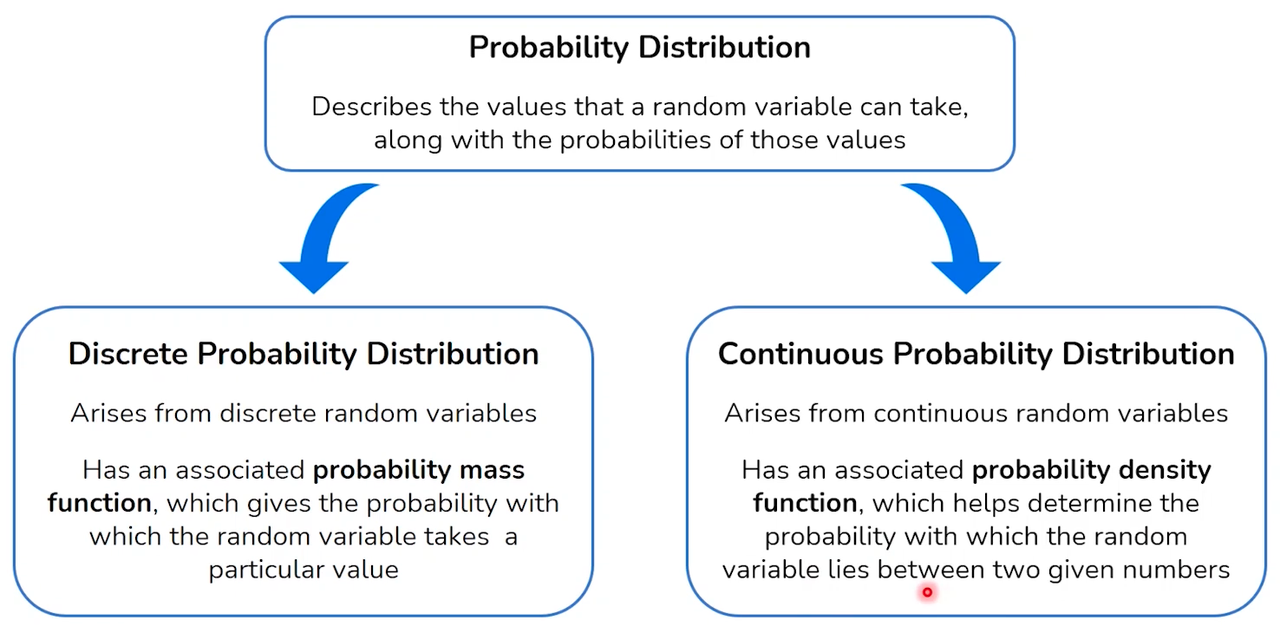 Probability Distribution
Describes the values that a random variable can take,
along with the probabilities of those values
Discrete Probability Distribution
Arises from discrete random variables
Has an associated probability mass
function, which gives the probability with
which the random variable takes  a
particular value
Continuous Probability Distribution
Arises from continuous random variables
Has an associated probability density
function, which helps determine the
probability with which the random
variable lies between two given numbers